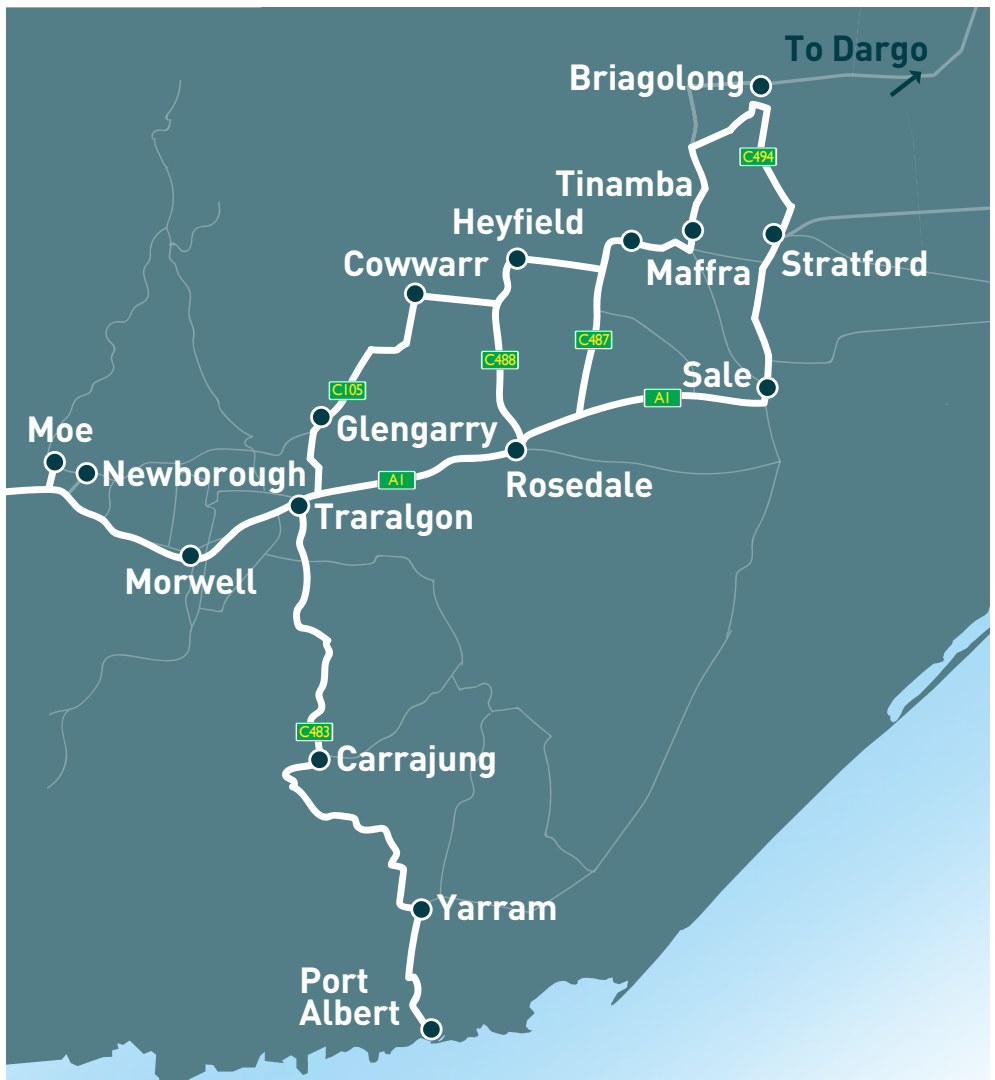 To Dargo
Briagolong
C494
Tinamba
Heyfield
Cowwarr
Maffra
Stratford
C487
C488
Sale
C105
A1
Glengarry
Moe
Newborough
A1
Rosedale
Traralgon
Morwell
C483
Carrajung
Yarram
Port
Albert